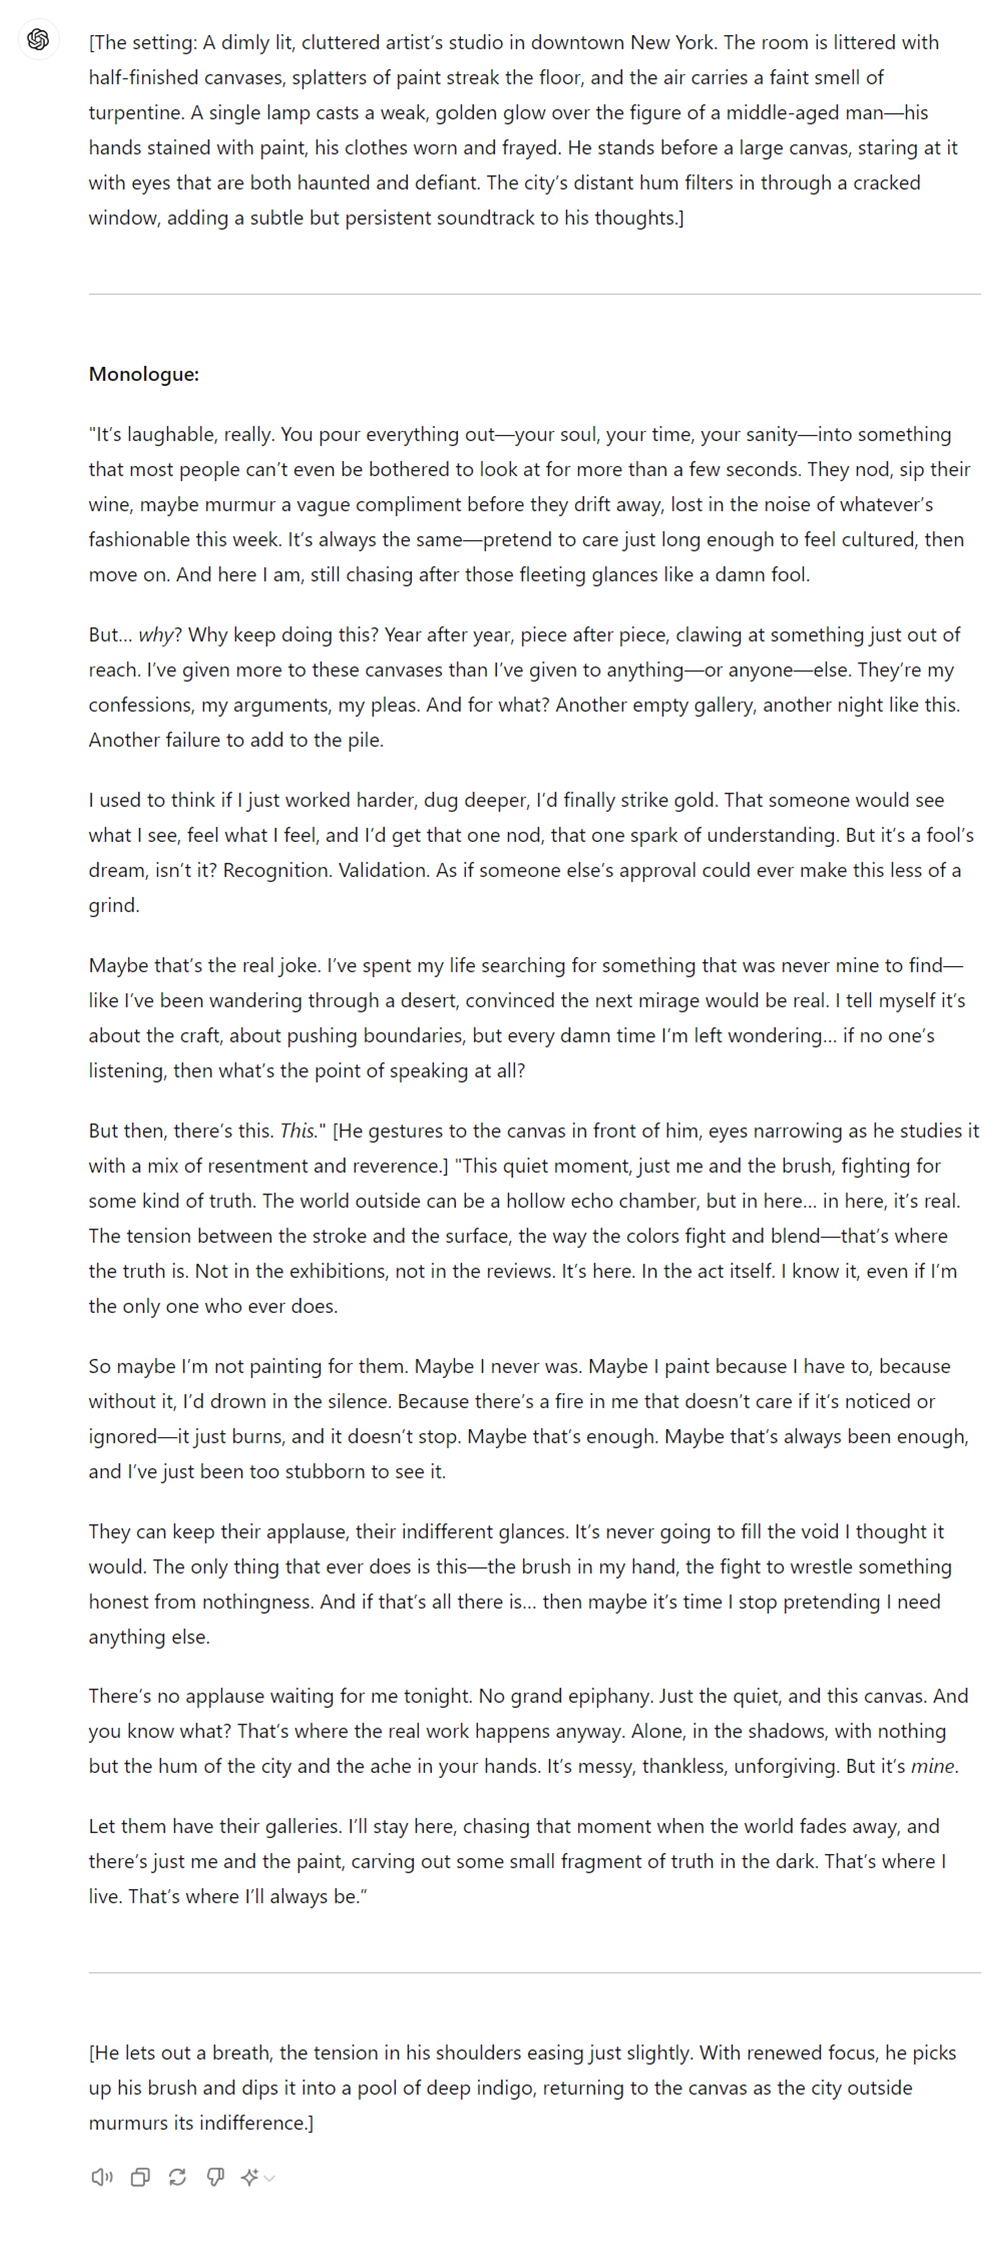 [The setting: A dimly lit, cluttered artist’s studio in downtown New York. The room is littered with
half-finished canvases, splatters of paint streak the floor, and the air carries a faint smell of
turpentine. A single lamp casts a weak, golden glow over the figure of a middle-aged man—his
hands stained with paint, his clothes worn and frayed. He stands before a large canvas, staring at it
with eyes that are both haunted and defiant. The city’s distant hum filters in through a cracked
window, adding a subtle but persistent soundtrack to his thoughts.]
Monologue:
"It’s laughable, really. You pour everything out—your soul, your time, your sanity—into something
that most people can’t even be bothered to look at for more than a few seconds. They nod, sip their
wine, maybe murmur a vague compliment before they drift away, lost in the noise of whatever’s
fashionable this week. It’s always the same—pretend to care just long enough to feel cultured, then
move on. And here I am, still chasing after those fleeting glances like a damn fool.
But... why? Why keep doing this? Year after year, piece after piece, clawing at something just out of
reach. I’ve given more to these canvases than I’ve given to anything—or anyone—else. They’re my
confessions, my arguments, my pleas. And for what? Another empty gallery, another night like this.
Another failure to add to the pile.
I used to think if I just worked harder, dug deeper, I’d finally strike gold. That someone would see
what I see, feel what I feel, and I’d get that one nod, that one spark of understanding. But it’s a fool’s
dream, isn’t it? Recognition. Validation. As if someone else’s approval could ever make this less of a
grind.
Maybe that’s the real joke. I’ve spent my life searching for something that was never mine to find—
like I’ve been wandering through a desert, convinced the next mirage would be real. I tell myself it’s
about the craft, about pushing boundaries, but every damn time I’m left wondering... if no one’s
listening, then what’s the point of speaking at all?
But then, there’s this. This." [He gestures to the canvas in front of him, eyes narrowing as he studies it
with a mix of resentment and reverence.] "This quiet moment, just me and the brush, fighting for
some kind of truth. The world outside can be a hollow echo chamber, but in here... in here, it’s real.
The tension between the stroke and the surface, the way the colors fight and blend—that’s where
the truth is. Not in the exhibitions, not in the reviews. It’s here. In the act itself. I know it, even if I’m
the only one who ever does.
So maybe I’m not painting for them. Maybe I never was. Maybe I paint because I have to, because
without it, I’d drown in the silence. Because there’s a fire in me that doesn’t care if it’s noticed or
ignored—it just burns, and it doesn’t stop. Maybe that’s enough. Maybe that’s always been enough,
and I’ve just been too stubborn to see it.
They can keep their applause, their indifferent glances. It’s never going to fill the void I thought it
would. The only thing that ever does is this—the brush in my hand, the fight to wrestle something
honest from nothingness. And if that’s all there is... then maybe it’s time I stop pretending I need
anything else.
There’s no applause waiting for me tonight. No grand epiphany. Just the quiet, and this canvas. And
you know what? That’s where the real work happens anyway. Alone, in the shadows, with nothing
but the hum of the city and the ache in your hands. It’s messy, thankless, unforgiving. But it’s mine.
Let them have their galleries. I’ll stay here, chasing that moment when the world fades away, and
there’s just me and the paint, carving out some small fragment of truth in the dark. That’s where I
live. That’s where I’ll always be.”
[He lets out a breath, the tension in his shoulders easing just slightly. With renewed focus, he picks
up his brush and dips it into a pool of deep indigo, returning to the canvas as the city outside
murmurs its indifference.]